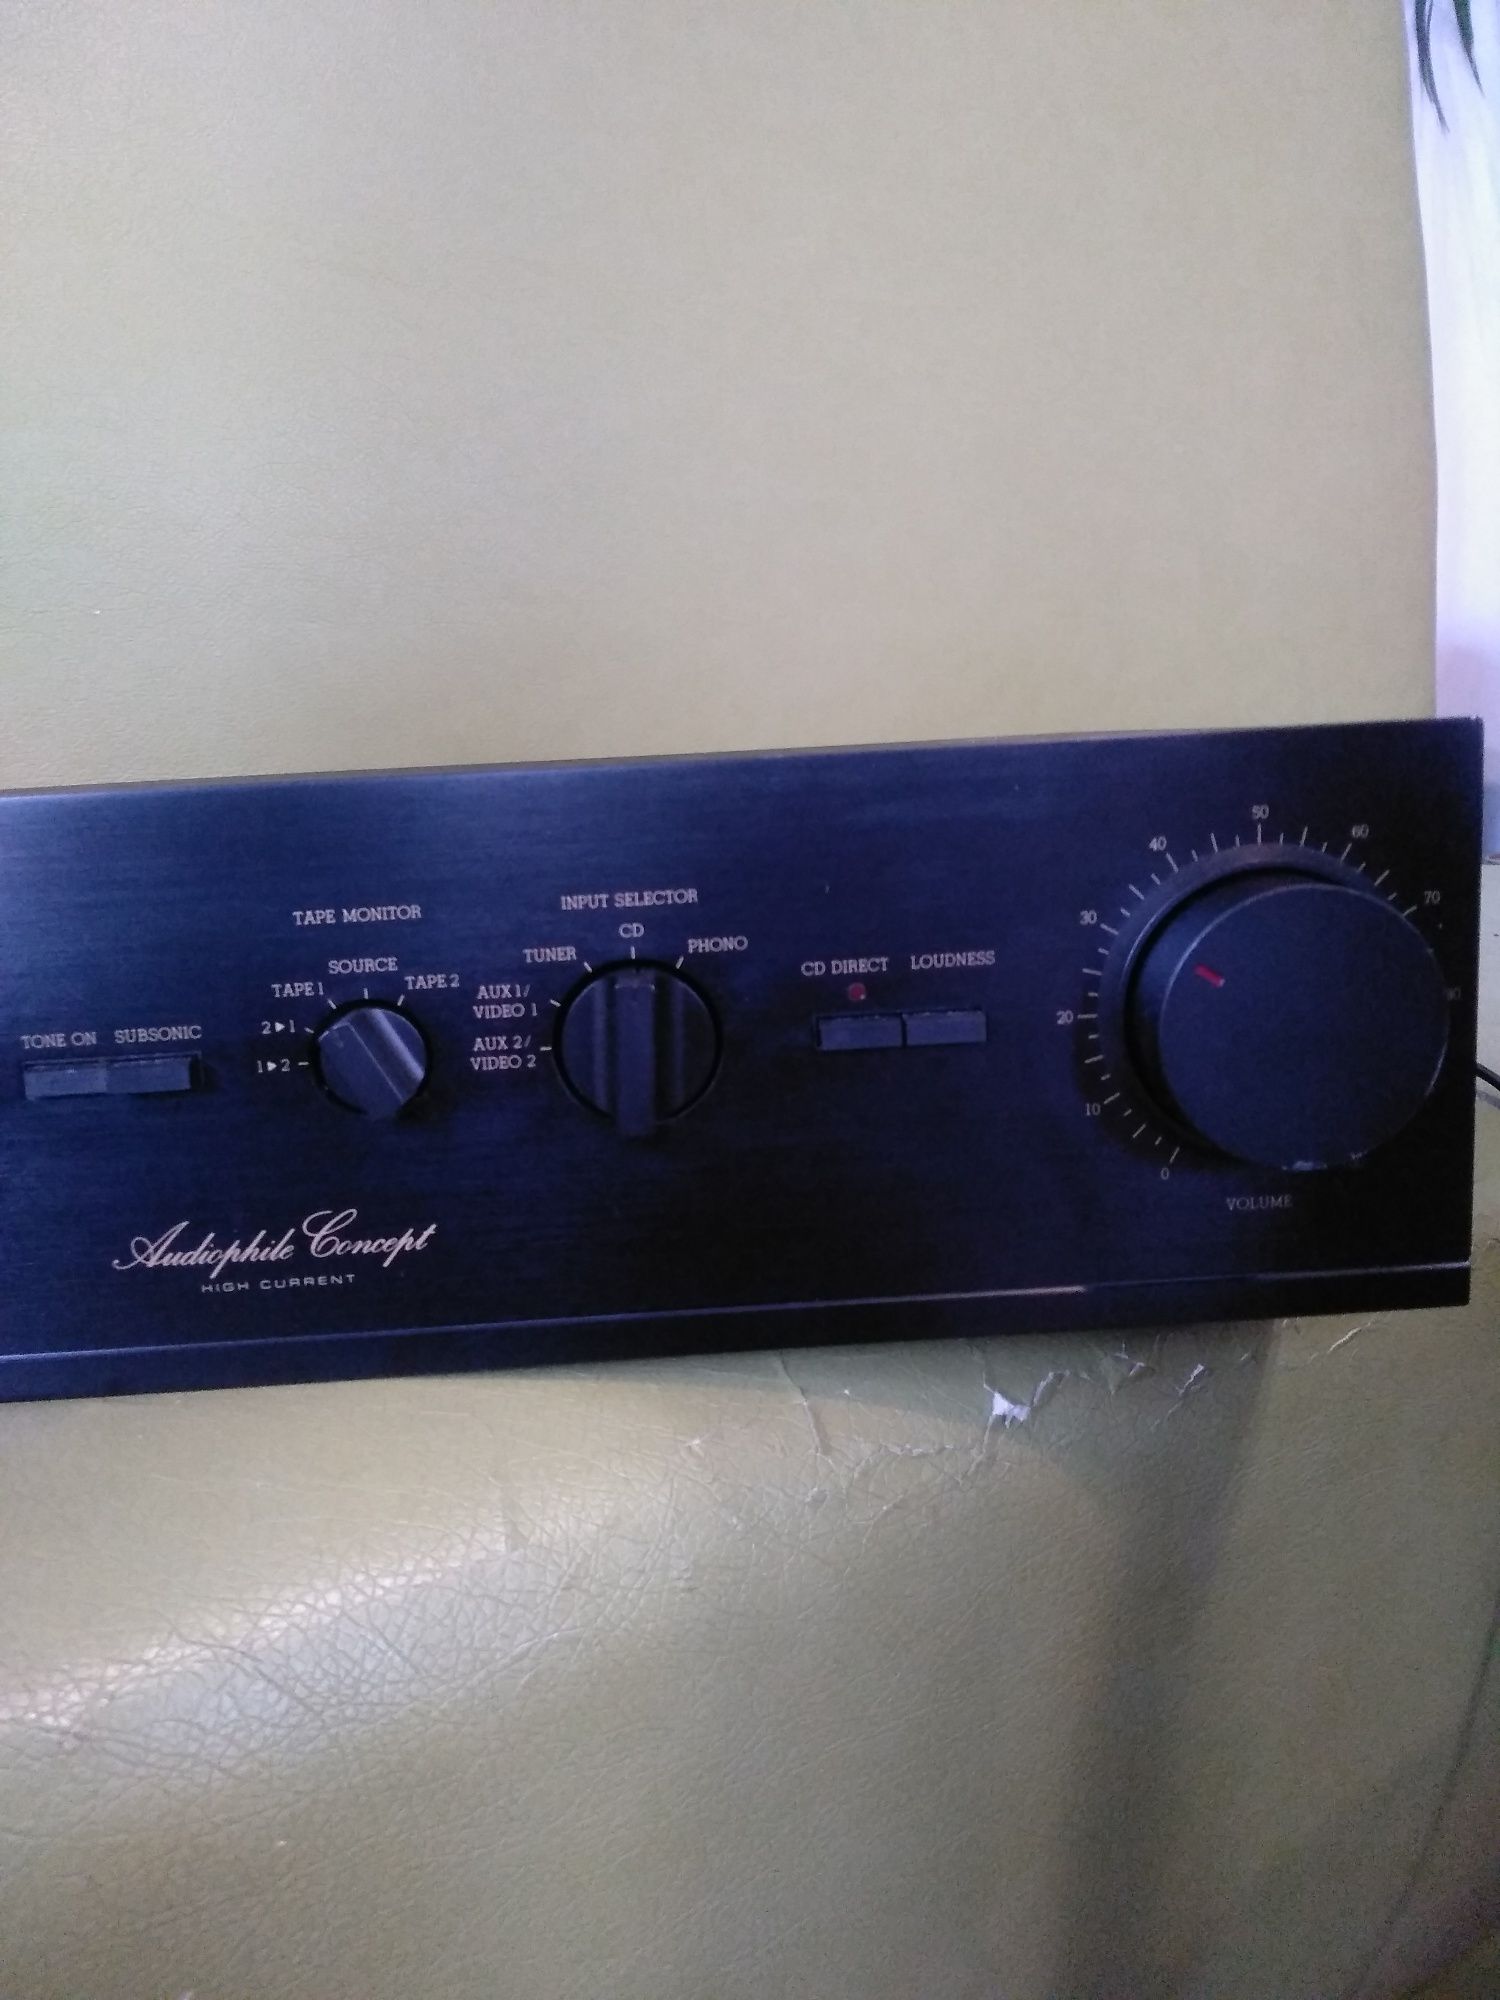 TONE ON SUBSONIC
TAPE MONITOR
SOURCE
TAPE 1
TAPE 2
2▶1
1▶2
INPUT SELECTOR
CD
TUNER
PHONO
AUX 1/
VIDEO 1
AUX 2/
VIDEO 2
CD DIRECT LOUDNESS
0
10
20
30
40
50
60
70
VOLUME
Audiophile Concept
HIGH CURRENT